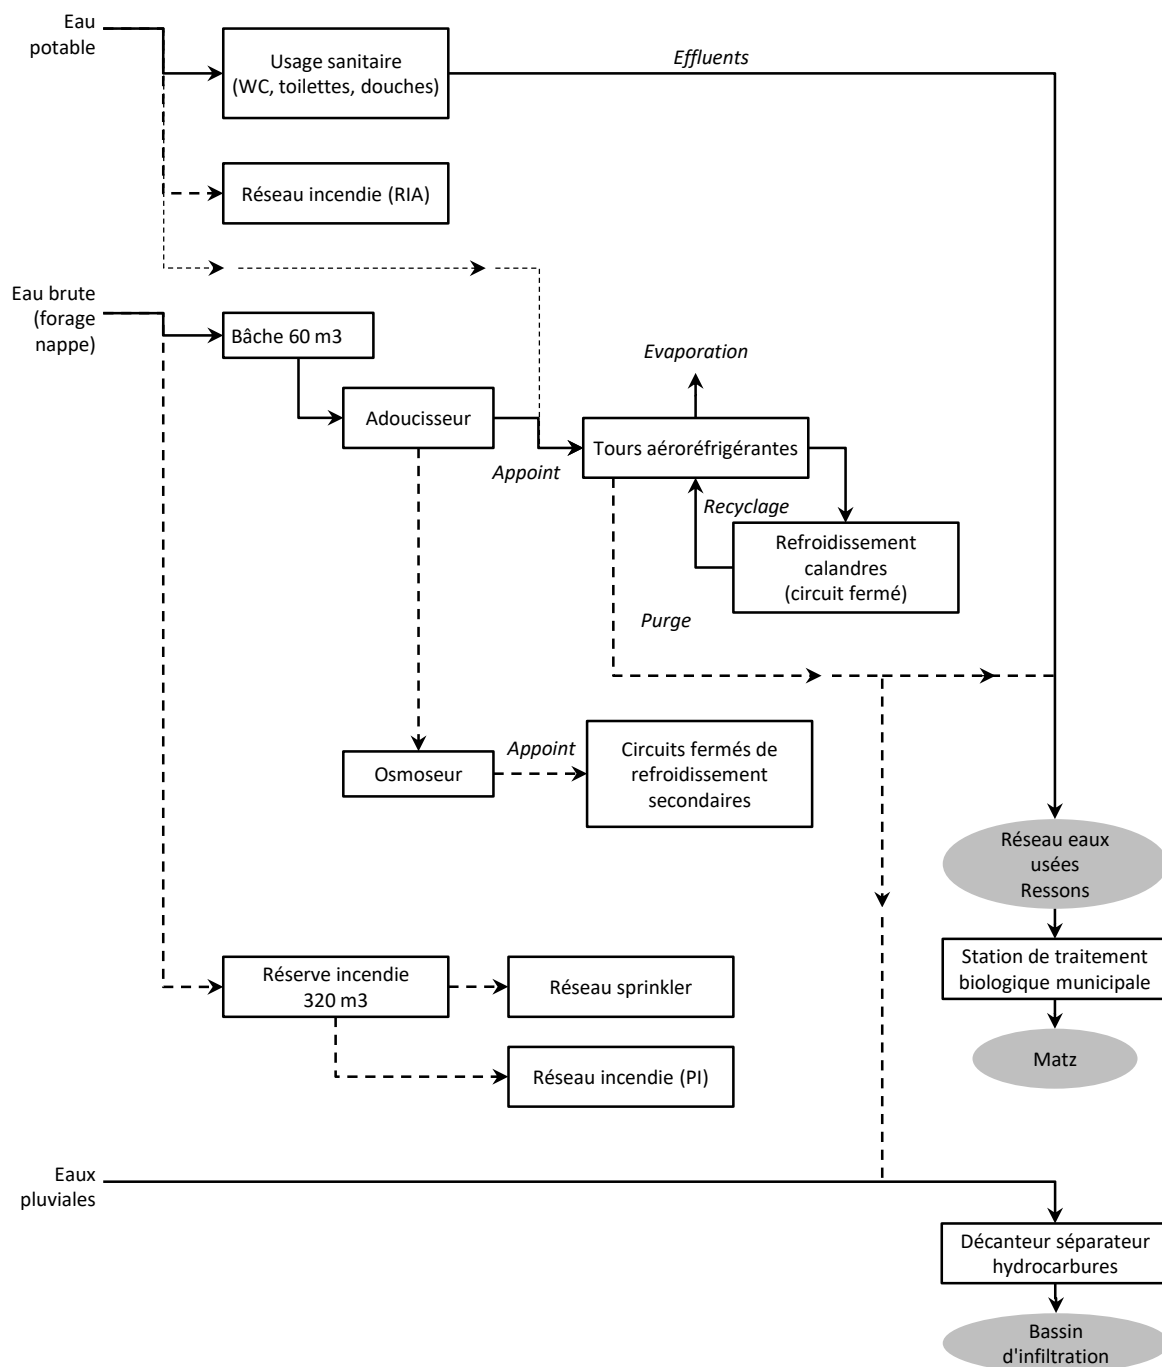 Eau
potable
Usage sanitaire
(WC, toilettes, douches)
Effluents
Réseau incendie (RIA)
Eau brute
(forage
nappe)
Bâche 60 m3
Evaporation
Adoucisseur
Appoint
Tours aéroréfrigérantes
Recyclage
Refroidissement
calandres
(circuit fermé)
Purge
Osmoseur
Appoint
Circuits fermés de
refroidissement
secondaires
Réseau eaux
usées
Ressons
Station de traitement
biologique municipale
Matz
Réserve incendie
320 m3
Réseau sprinkler
Réseau incendie (PI)
Eaux
pluviales
Décanteur séparateur
hydrocarbures
Bassin
d'infiltration